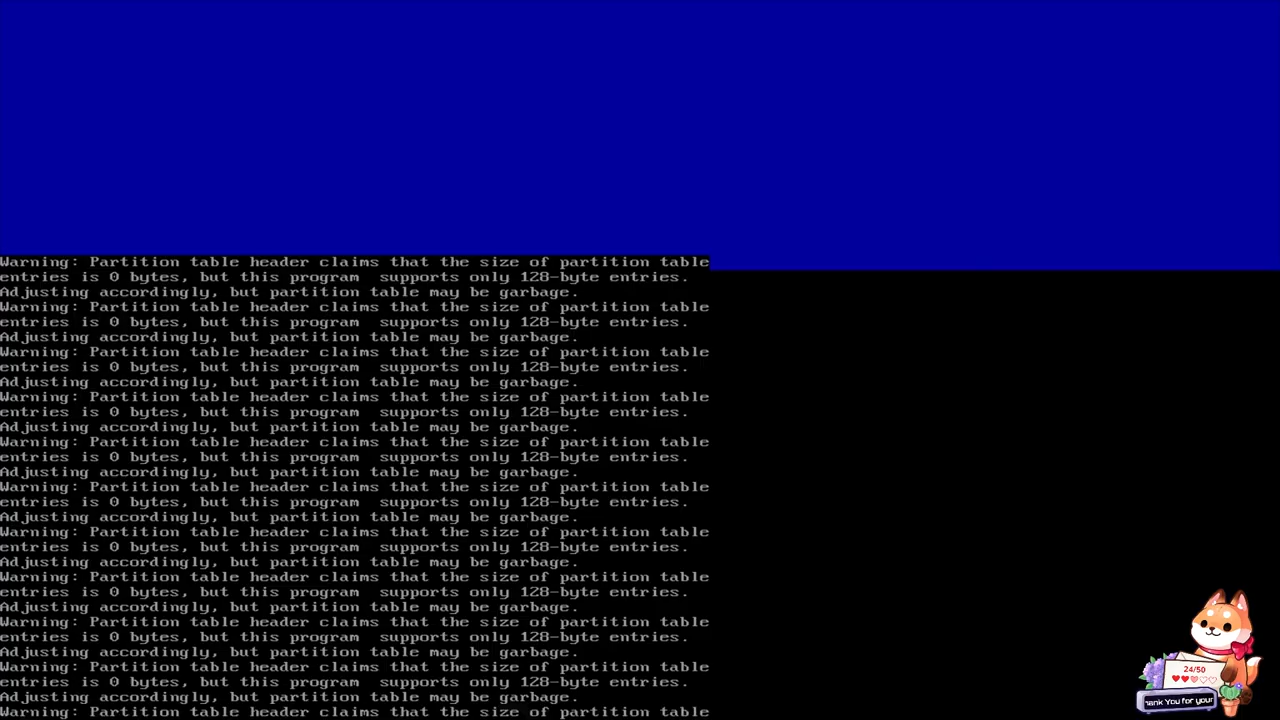 Warning: Partition table header claims that the size of partition table
entries is 0 bytes, but this program  supports only 128-byte entries.
Adjusting accordingly, but partition table may be garbage.
Warning: Partition table header claims that the size of partition table
entries is 0 bytes, but this program  supports only 128-byte entries.
Adjusting accordingly, but partition table may be garbage.
Warning: Partition table header claims that the size of partition table
entries is 0 bytes, but this program  supports only 128-byte entries.
Adjusting accordingly, but partition table may be garbage.
Warning: Partition table header claims that the size of partition table
entries is 0 bytes, but this program  supports only 128-byte entries.
Adjusting accordingly, but partition table may be garbage.
Warning: Partition table header claims that the size of partition table
entries is 0 bytes, but this program  supports only 128-byte entries.
Adjusting accordingly, but partition table may be garbage.
Warning: Partition table header claims that the size of partition table
entries is 0 bytes, but this program  supports only 128-byte entries.
Adjusting accordingly, but partition table may be garbage.
Warning: Partition table header claims that the size of partition table
entries is 0 bytes, but this program  supports only 128-byte entries.
Adjusting accordingly, but partition table may be garbage.
Warning: Partition table header claims that the size of partition table
entries is 0 bytes, but this program  supports only 128-byte entries.
Adjusting accordingly, but partition table may be garbage.
Warning: Partition table header claims that the size of partition table
entries is 0 bytes, but this program  supports only 128-byte entries.
Adjusting accordingly, but partition table may be garbage.
Warning: Partition table header claims that the size of partition table
entries is 0 bytes, but this program  supports only 128-byte entries.
Adjusting accordingly, but partition table may be garbage.
Warning: Partition table header claims that the size of partition table
24/50
hank You for your